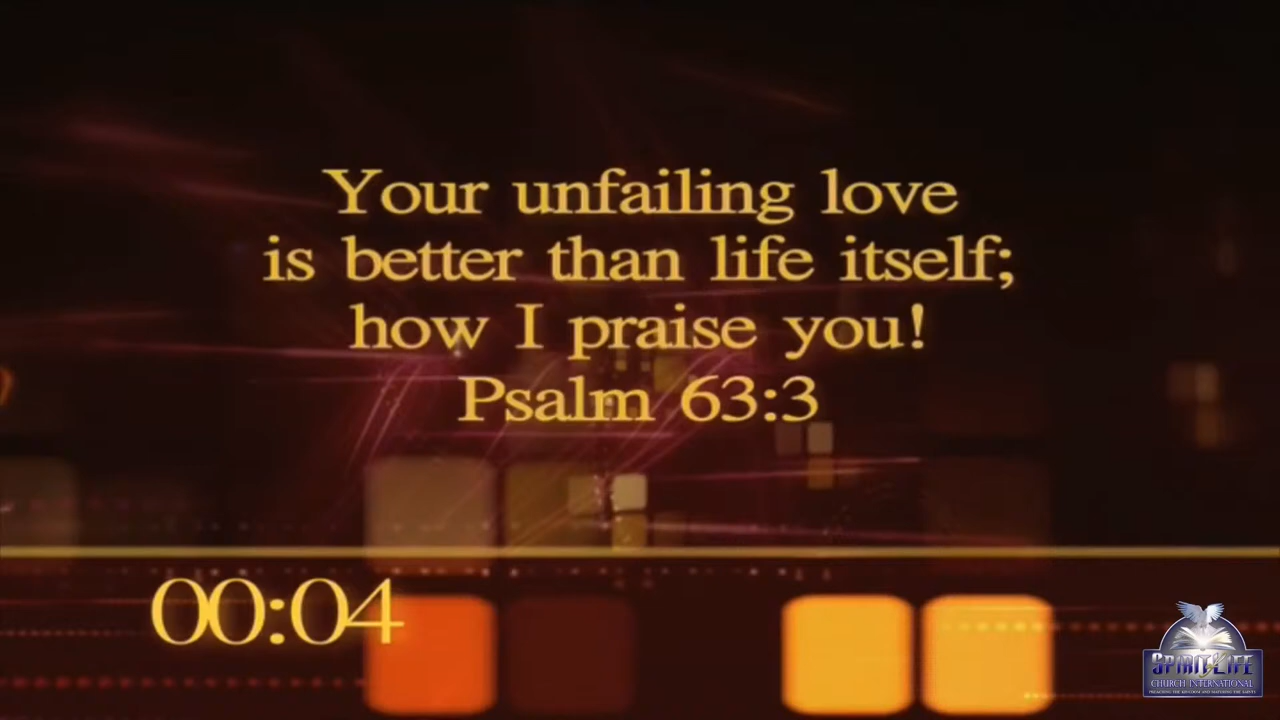 Your unfailing love
is better than life itself;
how I praise you!
Psalm 63:3
00:04
SPIRIT LIFE
CHURCH INTERNATIONAL